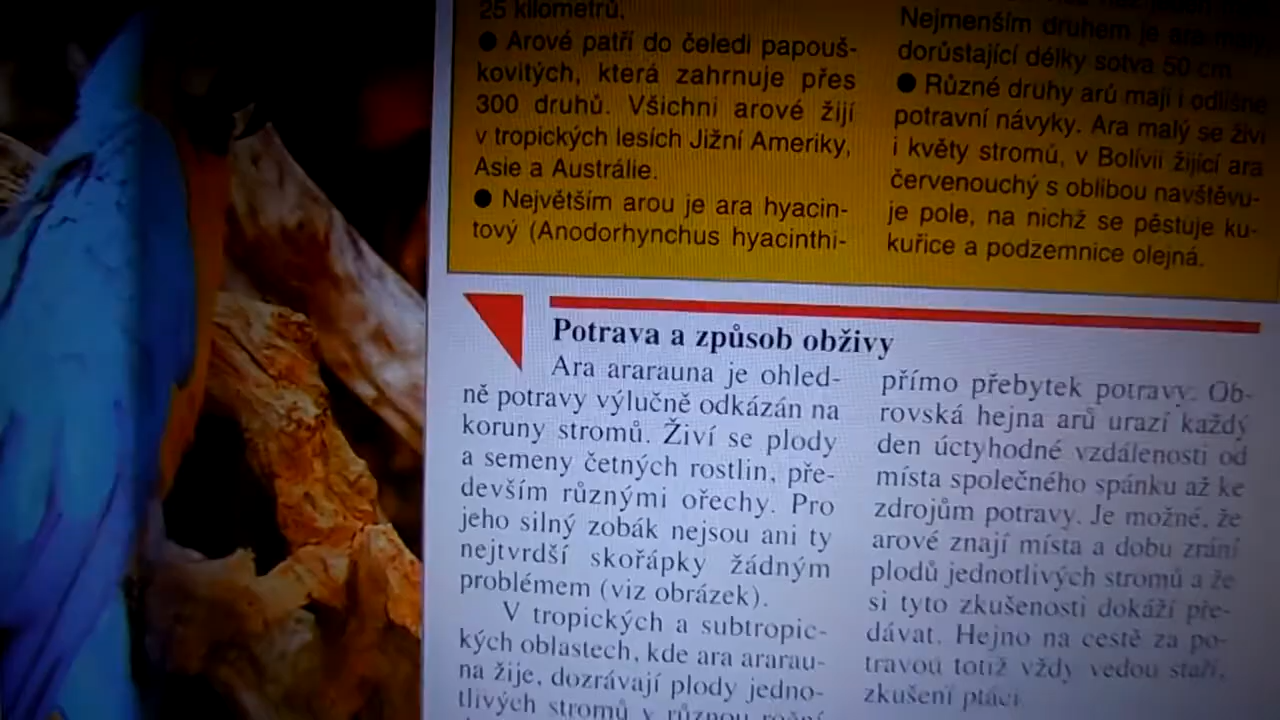 25 kilometrů.
● Arové patří do čeledi papouš-
kovitých, která zahrnuje přes
300 druhů. Všichni arové žijí
v tropických lesích Jižní Ameriky,
Asie a Austrálie.
● Největším arou je ara hyacin-
tový (Anodorhynchus hyacinthi-
Nejmenším druhem je ara malý,
dorůstající délky sotva 50 cm.
● Různé druhy arů mají i odlišné
potravní návyky. Ara malý se živí
i květy stromů, v Bolívii žijící ara
červenouchý s oblibou navštěvu-
je pole, na nichž se pěstuje ku-
kuřice a podzemnice olejná.
Potrava a způsob obživy
Ara ararauna je ohled-
ně potravy výlučně odkázán na
koruny stromů. Živí se plody
a semeny četných rostlin, pře-
devším různými ořechy. Pro
jeho silný zobák nejsou ani ty
nejtvrdší skořápky žádným
problémem (viz obrázek).
V tropických a subtropic-
kých oblastech, kde ara ararau-
na žije, dozrávají plody jedno-
tlivých stromů v různou roční
přímo přebytek potravy. Ob-
rovská hejna arů urazí každý
den úctyhodné vzdálenosti od
místa společného spánku až ke
zdrojům potravy. Je možné, že
arové znají místa a dobu zrání
plodů jednotlivých stromů a že
si tyto zkušenosti dokáží pře-
dávat. Hejno na cestě za po-
travou totiž vždy vedou staří,
zkušení ptáci.